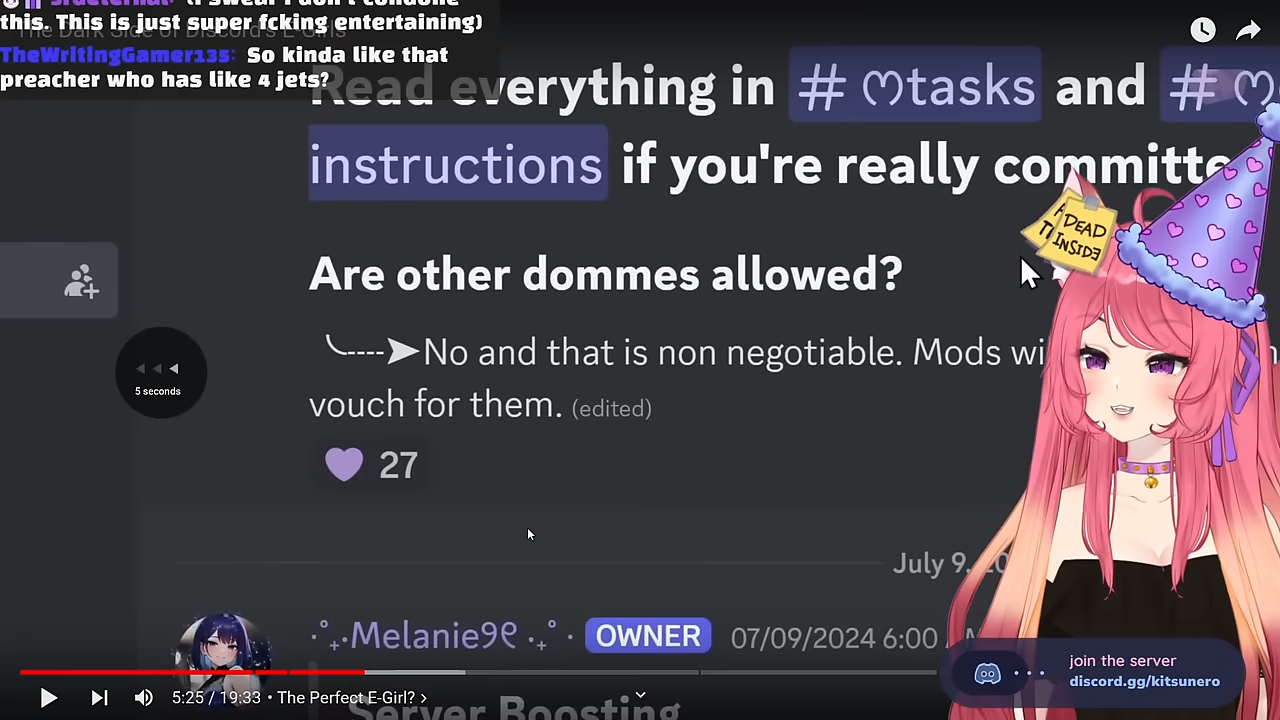 this. This is just super fcking entertaining)
The Dark Side of Discord's E-Girls
TheWritingGamer135: So kinda like that
preacher who has like 4 jets?
Read everything in # ෆtasks and # ෆ
instructions if you're really committe
DEAD
INSIDE
Are other dommes allowed?
╰┈➤No and that is non negotiable. Mods wi
vouch for them. (edited)
27
5 seconds
July 9, 20
Melanie9୧ OWNER 07/09/2024 6:00
join the server
discord.gg/kitsunero
5:25 / 19:33 • The Perfect E-Girl? ›
Server Boosting